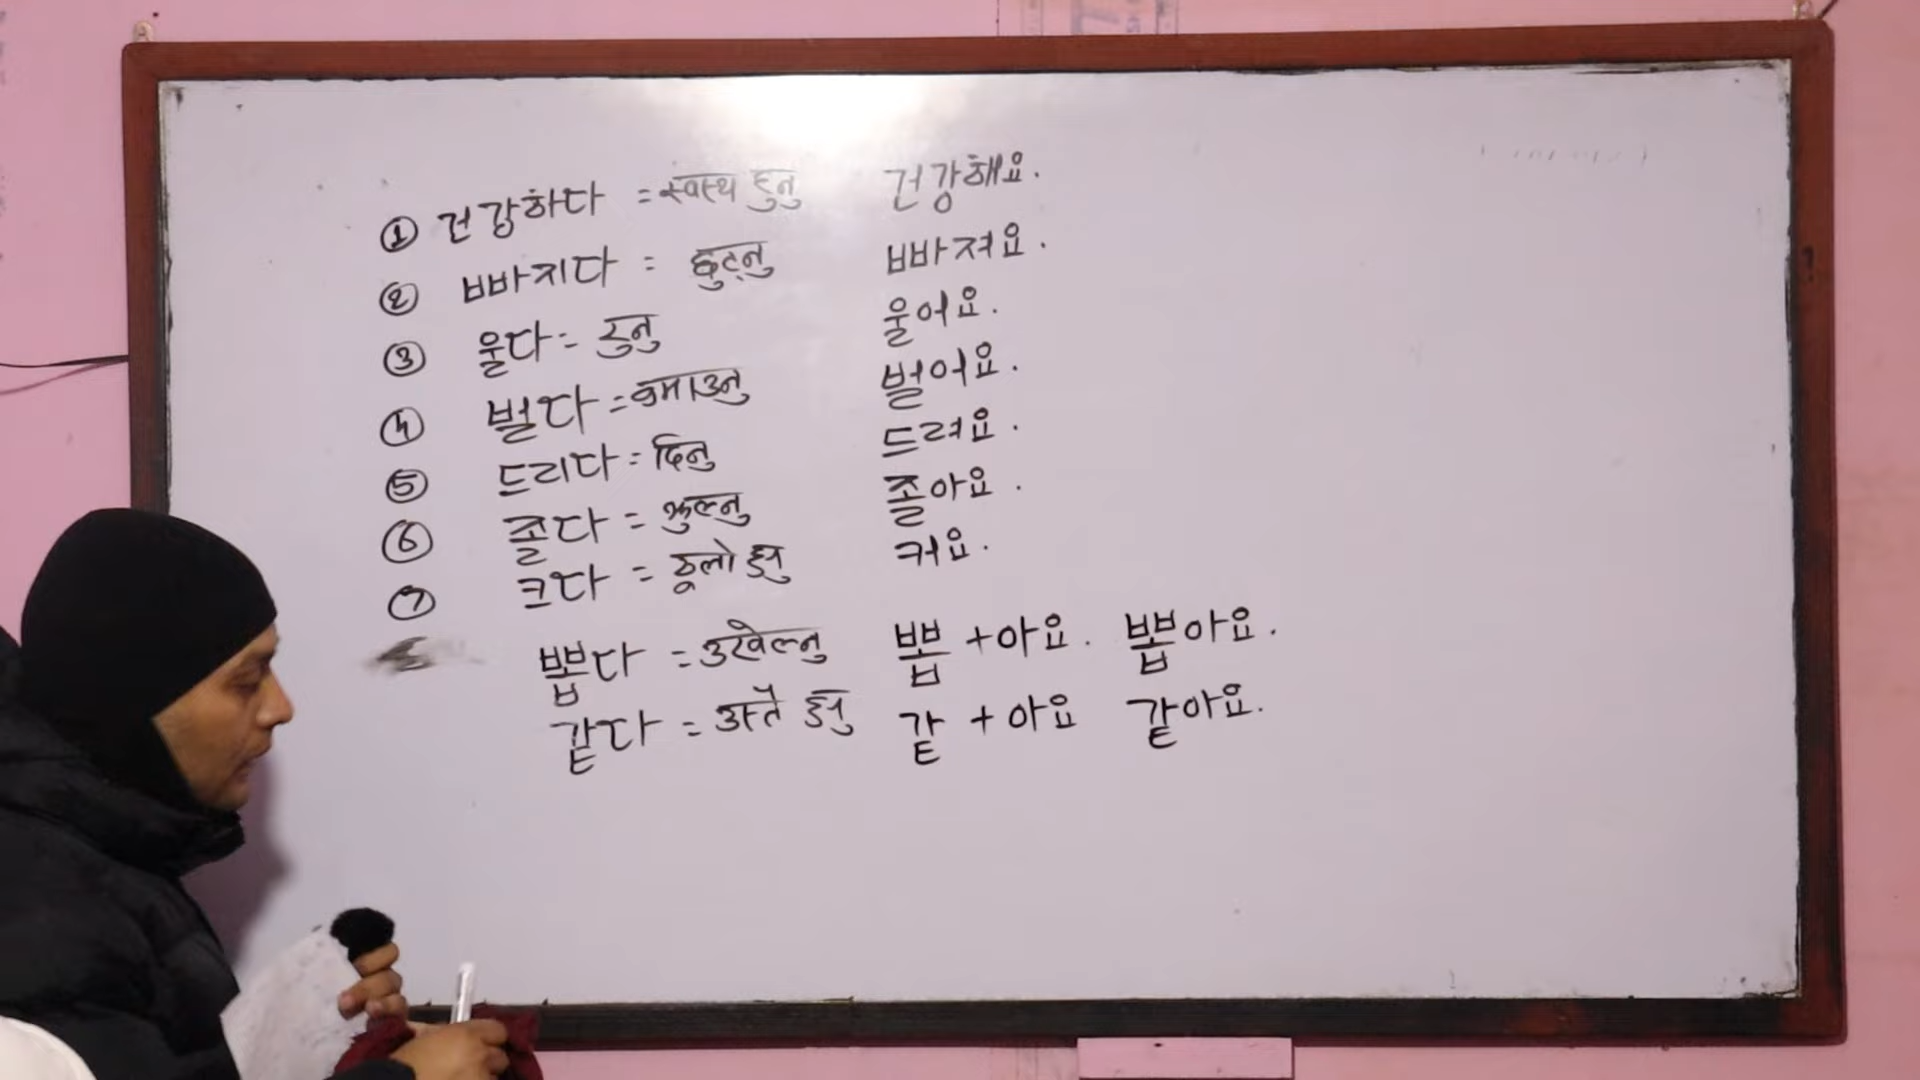 ① 건강하다 = स्वस्थ हुनु 건강해요.
② 빠지다 = छुट्नु 빠져요.
③ 울다 = रुनु 울어요.
④ 벌다 = कमाउनु 벌어요.
⑤ 드리다 = दिनु 드려요.
⑥ 졸다 = झुल्नु 졸아요.
⑦ 크다 = ठूलो हुनु 커요.
뽑다 = उखेल्नु 뽑 + 아요. 뽑아요.
같다 = उस्तै हुनु 같 + 아요 같아요.